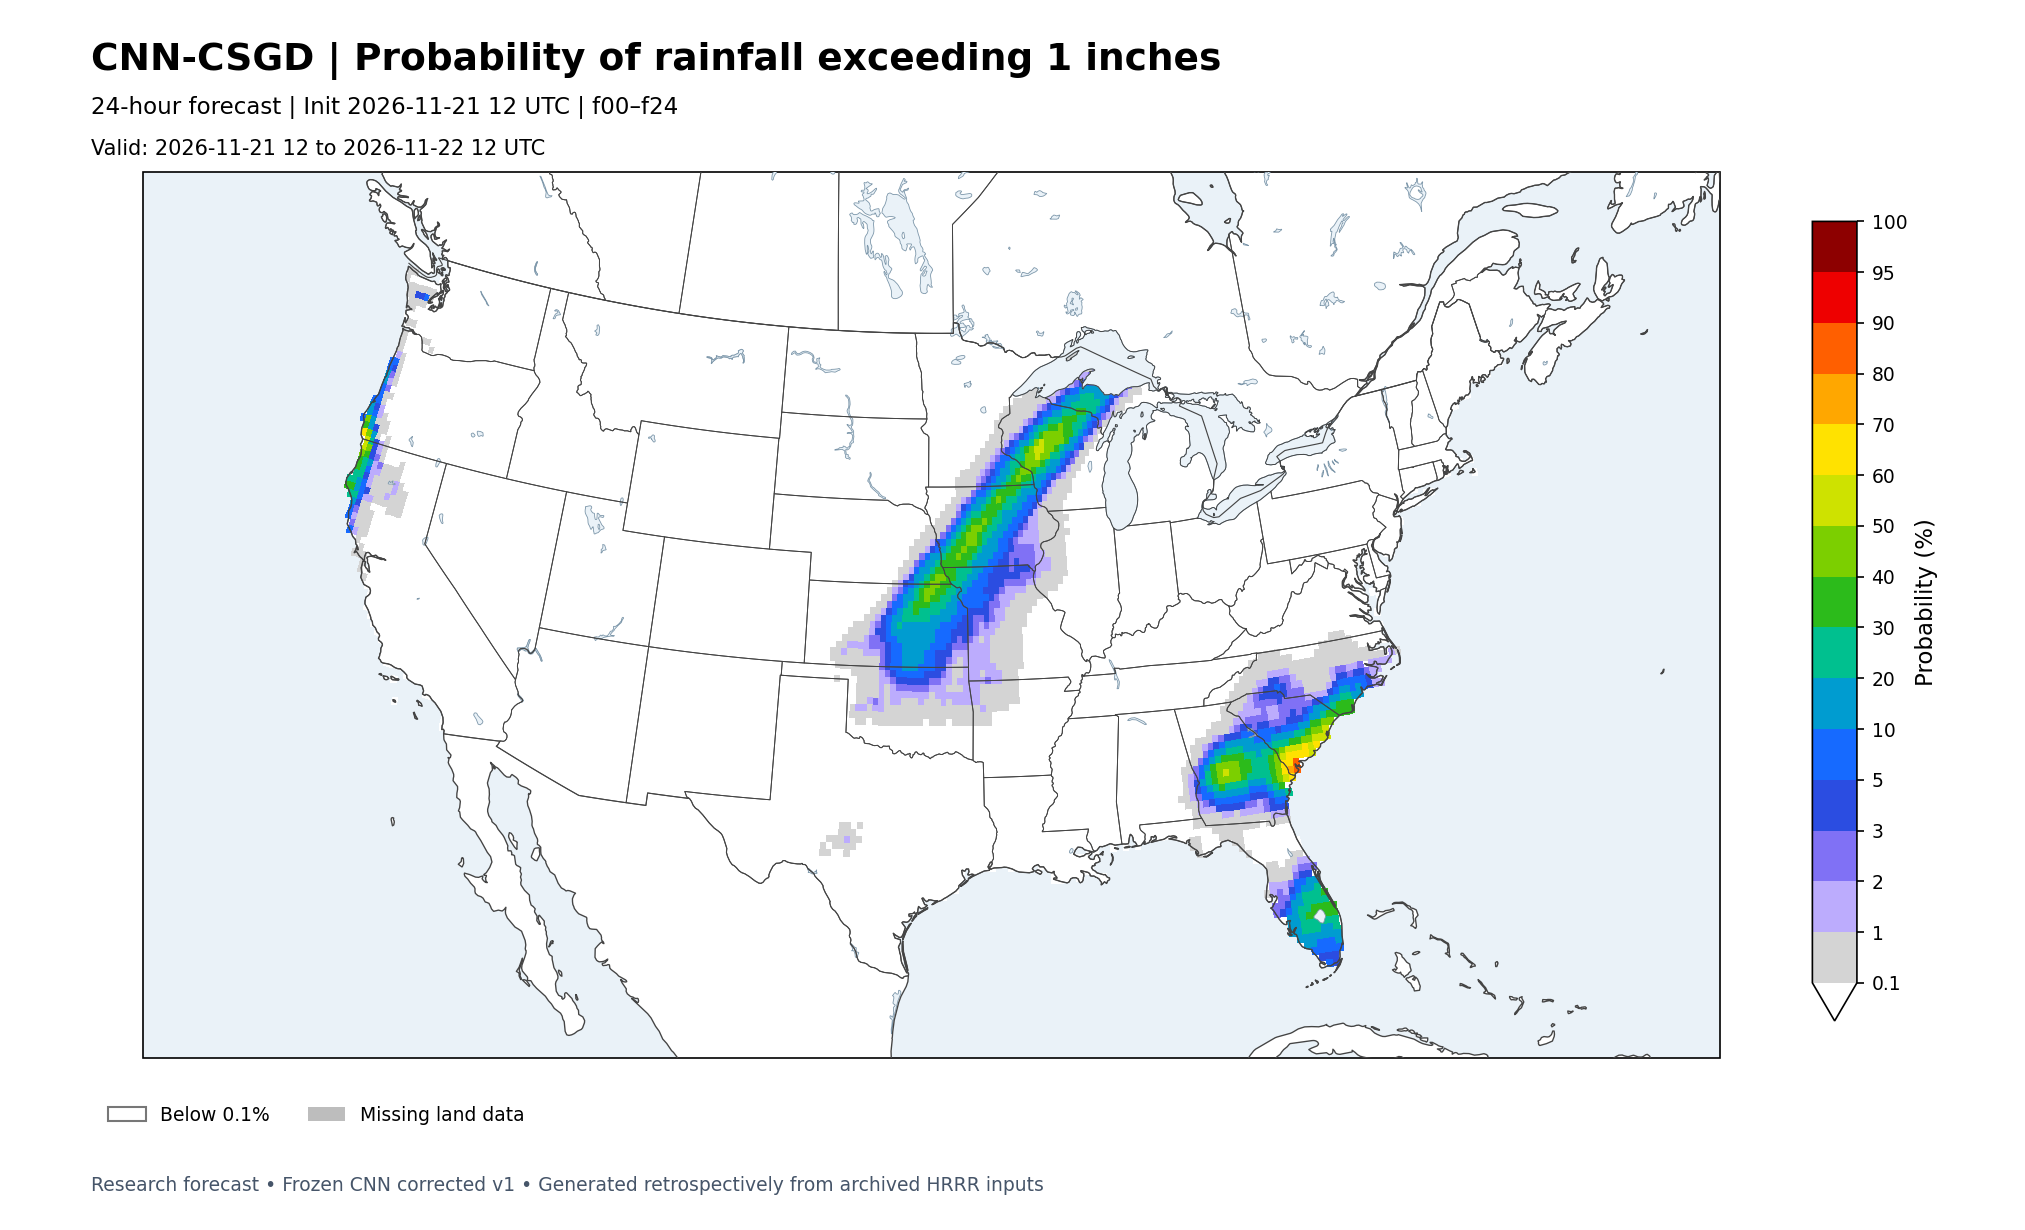 CNN-CSGD | Probability of rainfall exceeding 1 inches
24-hour forecast | Init 2026-11-21 12 UTC | f00–f24
Valid: 2026-11-21 12 to 2026-11-22 12 UTC
100
95
90
80
70
60
50
40
30
20
10
5
3
2
1
0.1
Probability (%)
Below 0.1%
Missing land data
Research forecast • Frozen CNN corrected v1 • Generated retrospectively from archived HRRR inputs